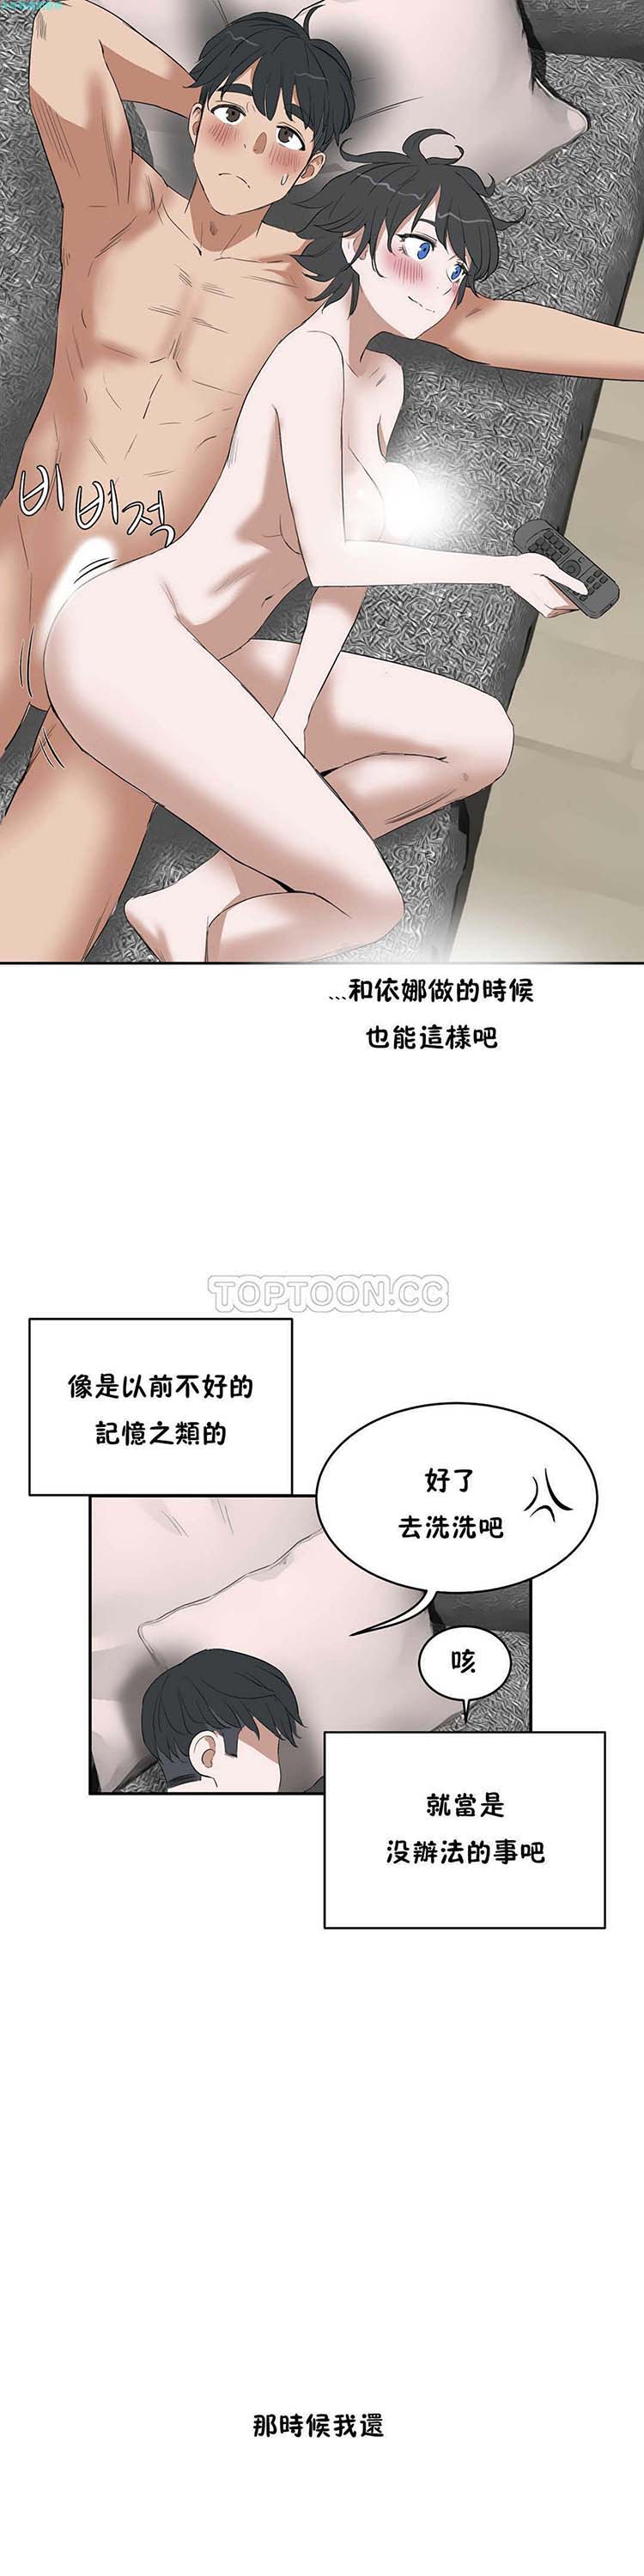 비비적
...和依娜做的時候
也能這樣吧
TOPTOON.CC
像是以前不好的
記憶之類的
好了
去洗洗吧
咳
就當是
没辦法的事吧
那時候我還